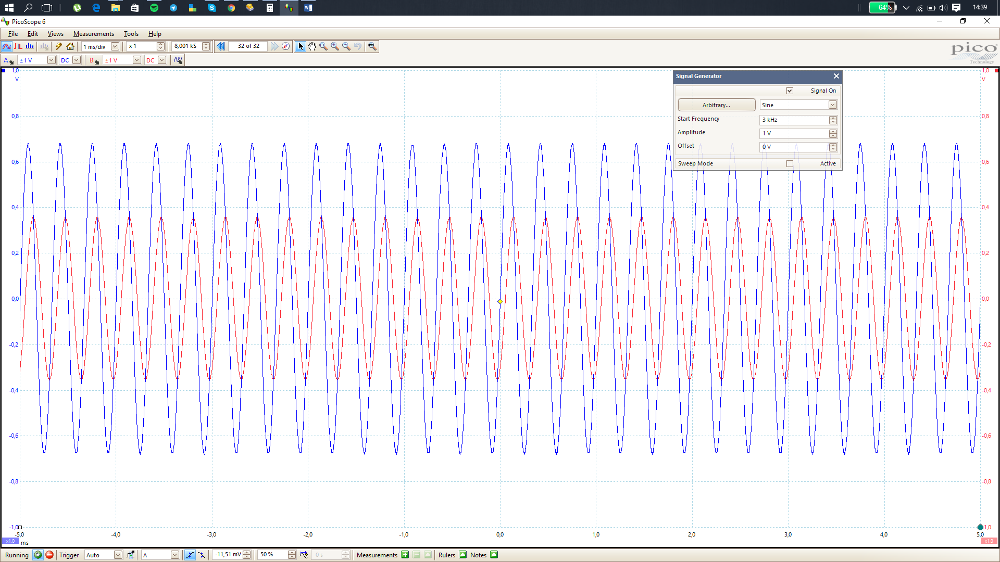 64%
14:39
PicoScope 6
File Edit Views Measurements Tools Help
1 ms/div x 1 8,001 kS 32 of 32
A ±1 V DC B ±1 V DC
pico
Technology
1,0 1,0
V V
Signal Generator
Signal On
Arbitrary... Sine
0,8 0,8
Start Frequency 3 kHz
Amplitude 1 V
Offset 0 V
0,6 0,6
Sweep Mode Active
0,4 0,4
0,2 0,2
0,0 0,0
-0,2 -0,2
-0,4 -0,4
-0,6 -0,6
-0,8 -0,8
-1,0 -1,0
-5,0 -4,0 -3,0 -2,0 -1,0 0,0 1,0 2,0 3,0 4,0 5,0
x1,0 ms x1,0
Running Trigger Auto A -11,51 mV 50 % 0 s Measurements Rulers Notes